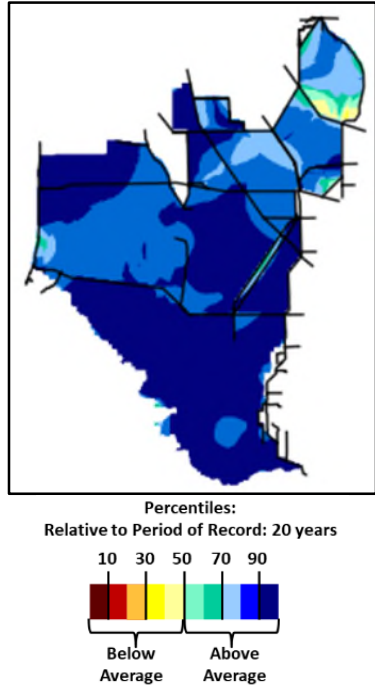 Percentiles:
Relative to Period of Record: 20 years
10 30 50 70 90
Below Above
Average Average